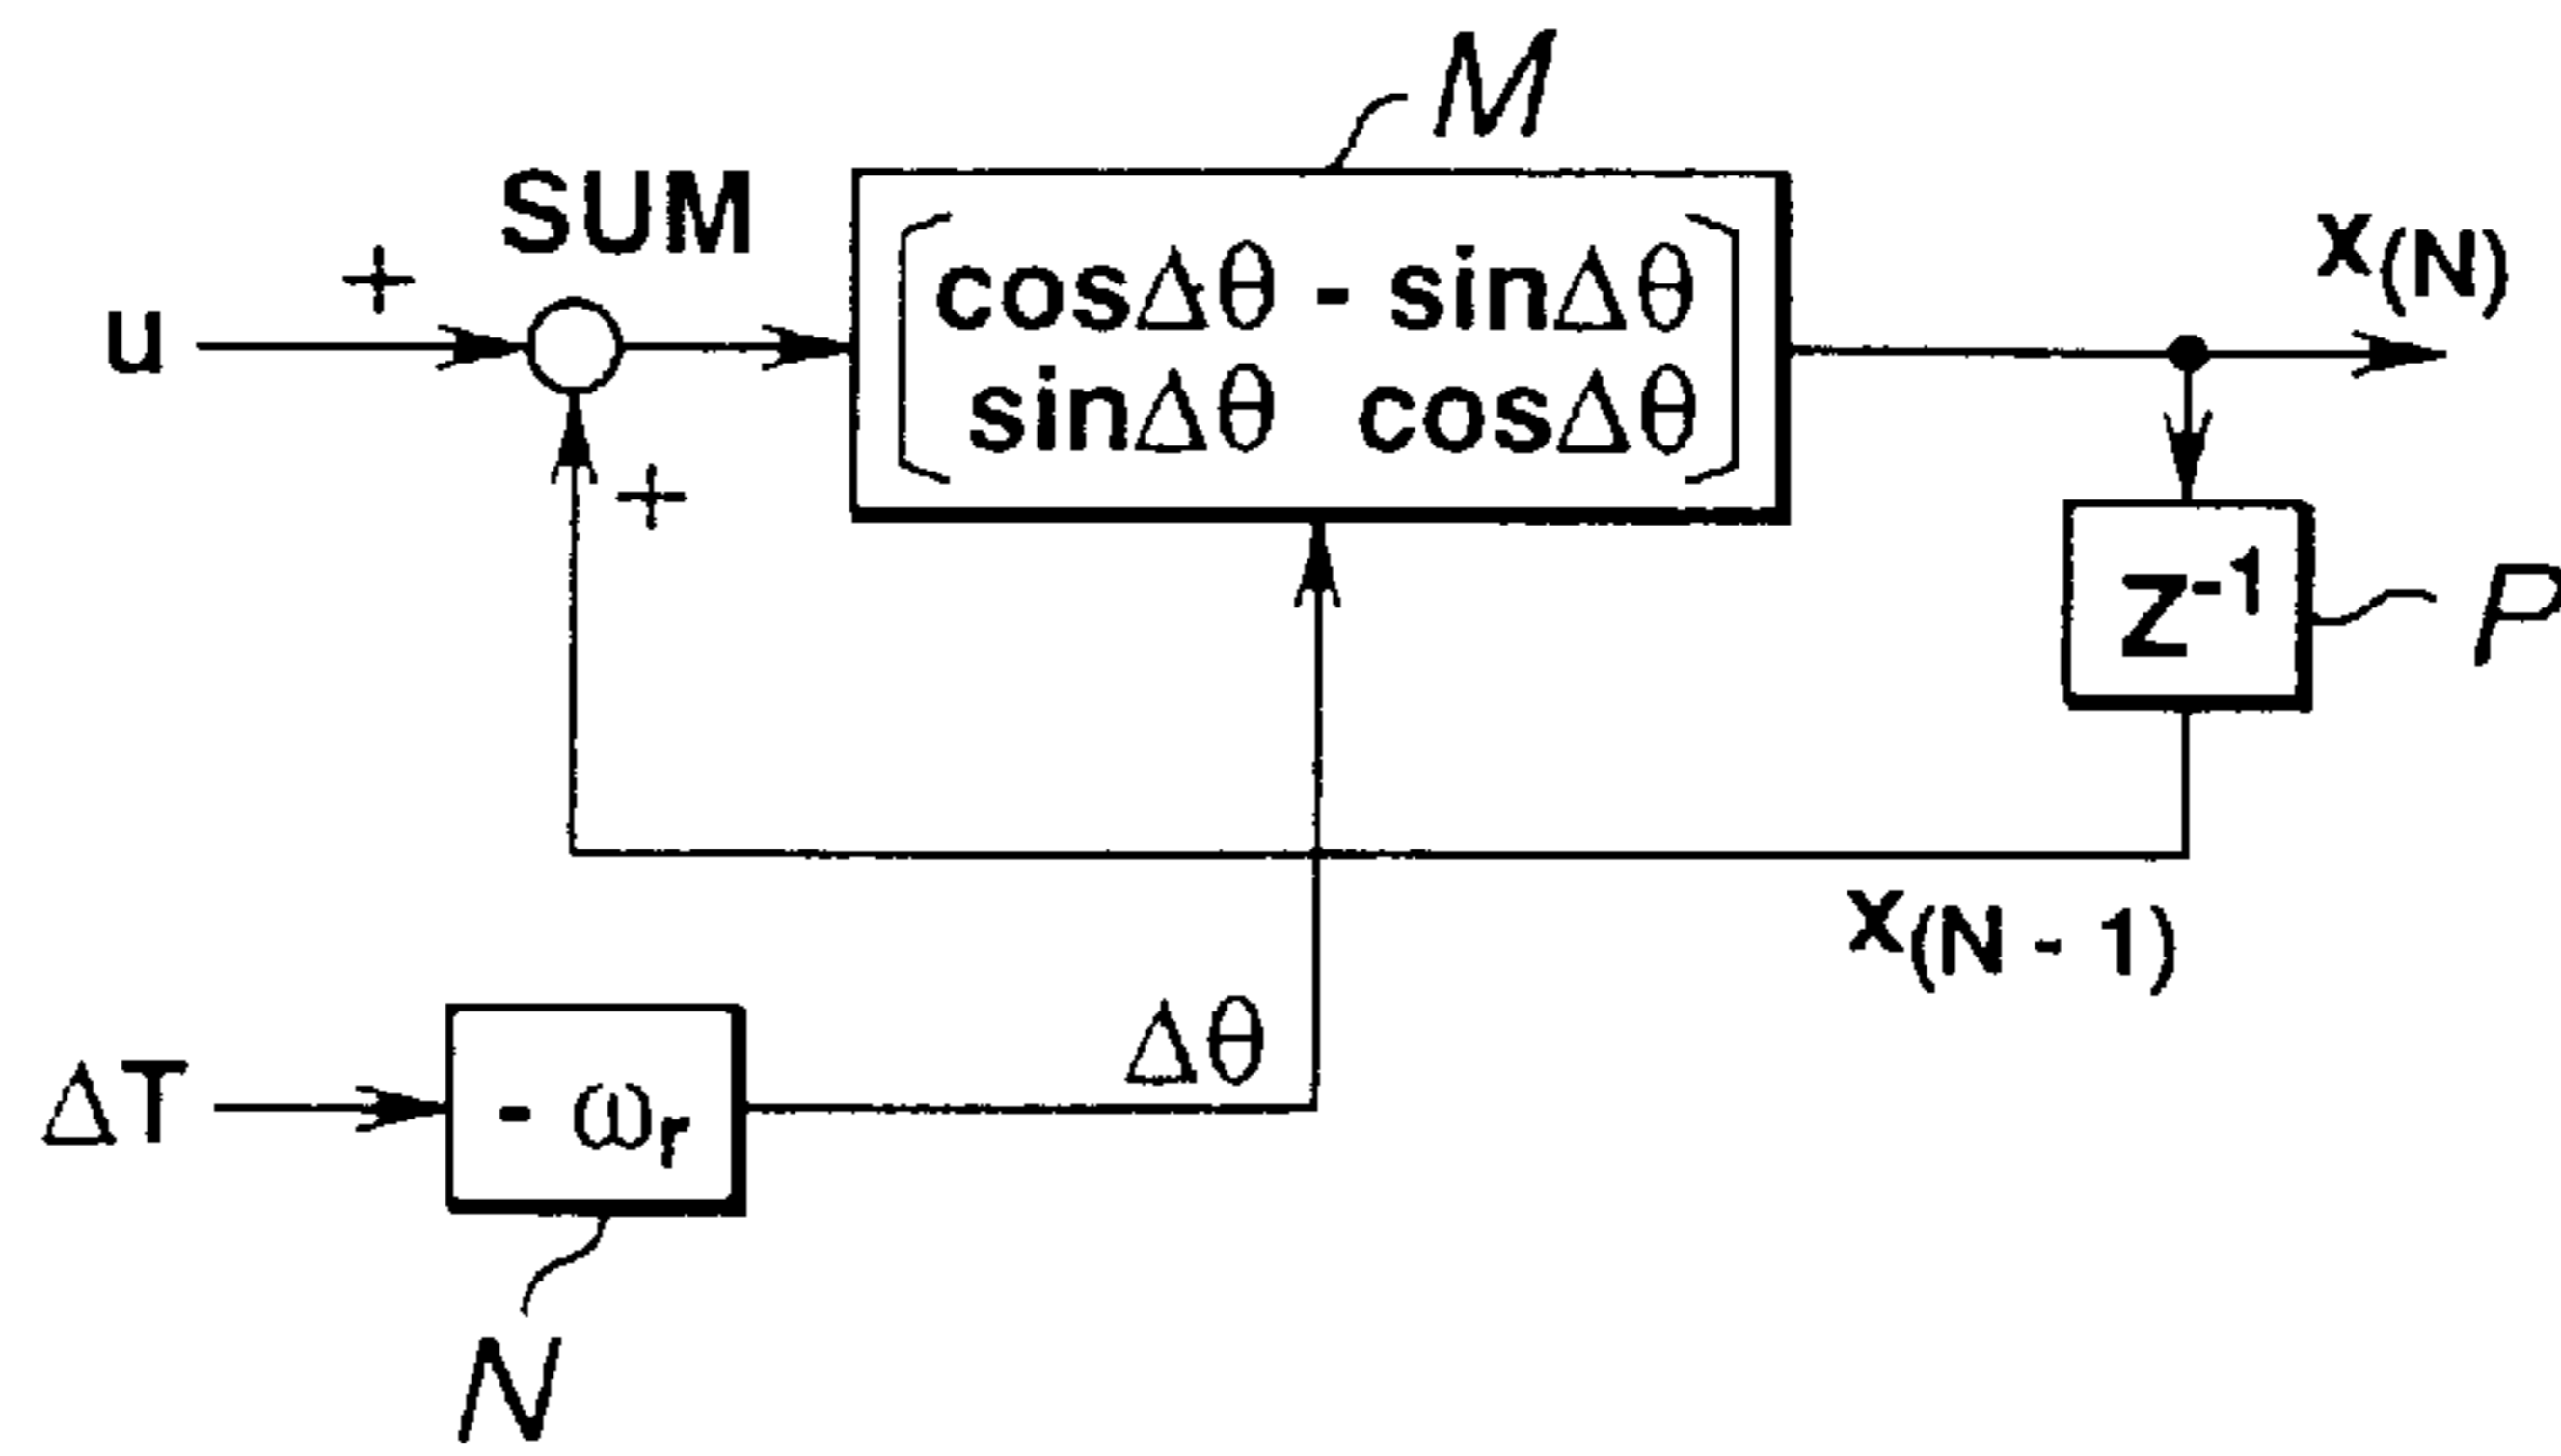 M
SUM
+
u
cosΔθ - sinΔθ
sinΔθ cosΔθ
x(N)
+
Z-1
P
x(N - 1)
ΔT
- ωr
Δθ
N